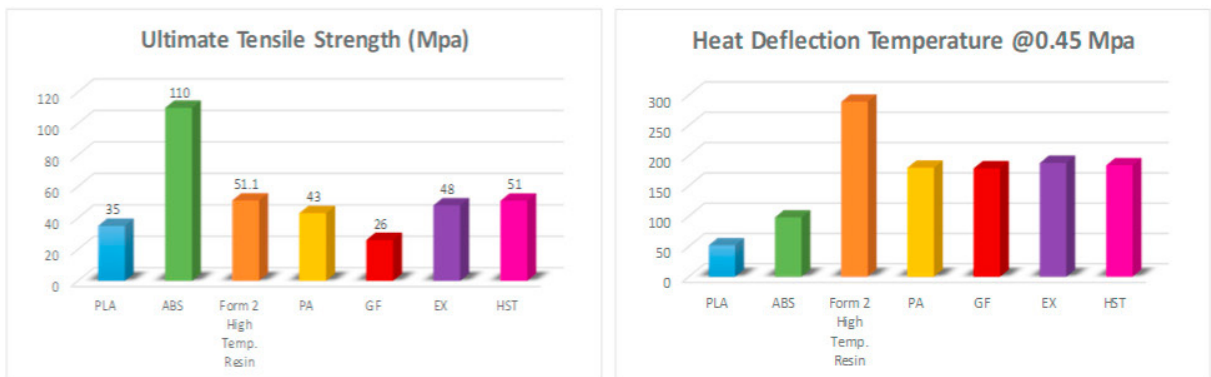 Ultimate Tensile Strength (Mpa)
120
100
80
60
40
20
0
35
110
51.1
43
26
48
51
PLA
ABS
Form 2
High
Temp.
Resin
PA
GF
EX
HST
Heat Deflection Temperature @0.45 Mpa
300
250
200
150
100
50
0
PLA
ABS
Form 2
High
Temp.
Resin
PA
GF
EX
HST